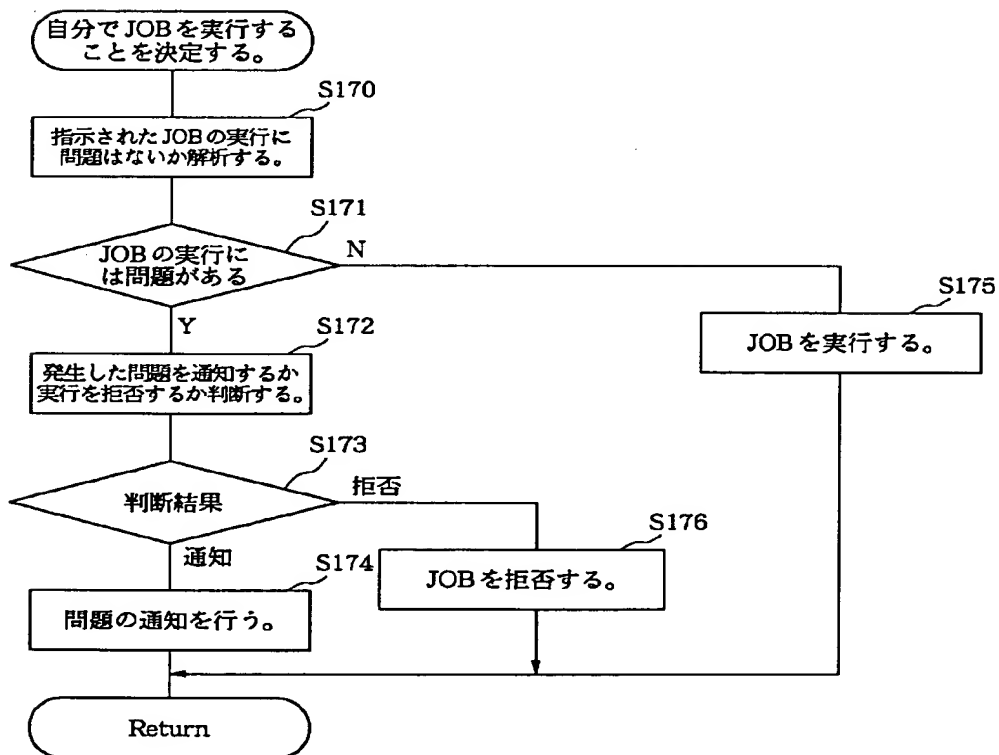 自分でJOBを実行する
ことを決定する。
S170
指示されたJOBの実行に
問題はないか解析する。
S171
JOBの実行に
は問題がある
N
Y
S175
JOBを実行する。
S172
発生した問題を通知するか
実行を拒否するか判断する。
S173
判断結果
拒否
通知
S176
JOBを拒否する。
S174
問題の通知を行う。
Return